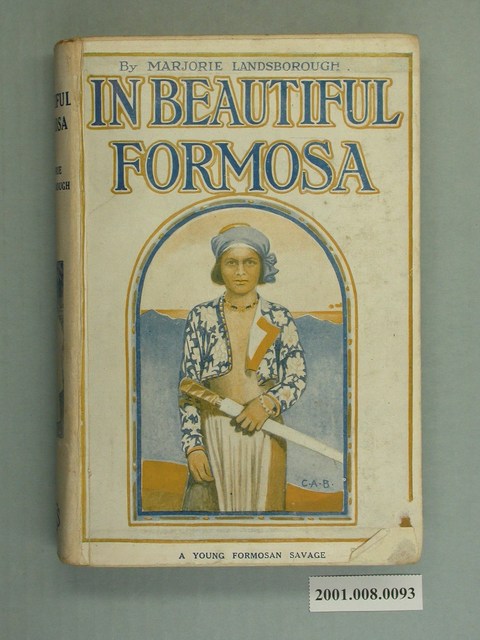 By MARJORIE LANDSBOROUGH.
IN BEAUTIFUL
FORMOSA
C.A.B.
A YOUNG FORMOSAN SAVAGE
2001.008.0093